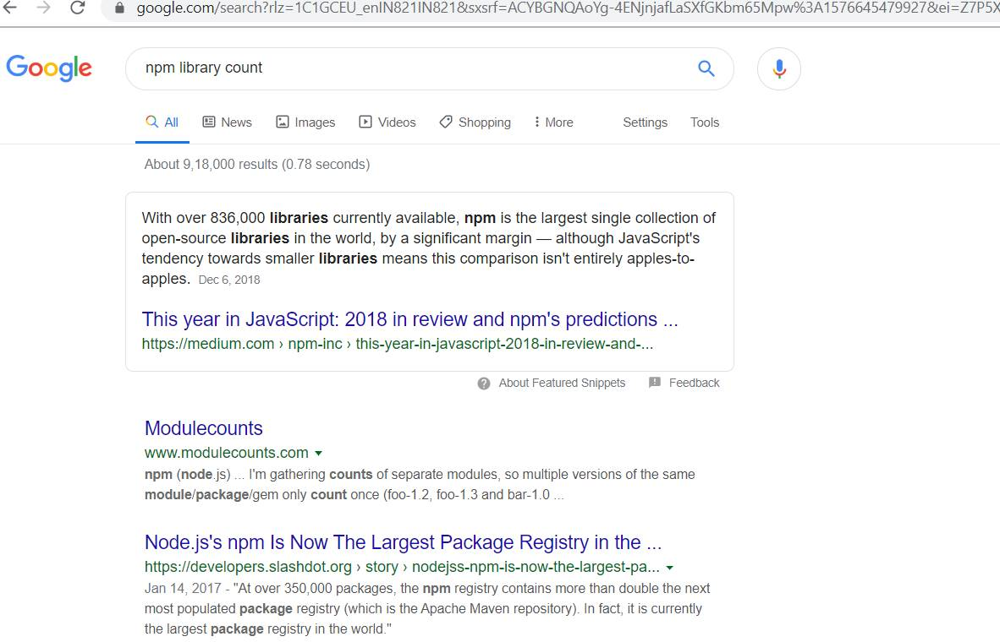 google.com/search?rlz=1C1GCEU_enIN821IN821&sxsrf=ACYBGNQAoYg-4ENjnjafLaSXfGKbm65Mpw%3A1576645479927&ei=Z7P5X
Google
npm library count
All News Images Videos Shopping More Settings Tools
About 9,18,000 results (0.78 seconds)
With over 836,000 libraries currently available, npm is the largest single collection of
open-source libraries in the world, by a significant margin — although JavaScript's
tendency towards smaller libraries means this comparison isn't entirely apples-to-
apples. Dec 6, 2018
This year in JavaScript: 2018 in review and npm's predictions ...
https://medium.com › npm-inc › this-year-in-javascript-2018-in-review-and-...
About Featured Snippets Feedback
Modulecounts
www.modulecounts.com
npm (node.js) ... I'm gathering counts of separate modules, so multiple versions of the same
module/package/gem only count once (foo-1.2, foo-1.3 and bar-1.0 ...
Node.js's npm Is Now The Largest Package Registry in the ...
https://developers.slashdot.org › story › nodejss-npm-is-now-the-largest-pa...
Jan 14, 2017 - "At over 350,000 packages, the npm registry contains more than double the next
most populated package registry (which is the Apache Maven repository). In fact, it is currently
the largest package registry in the world."